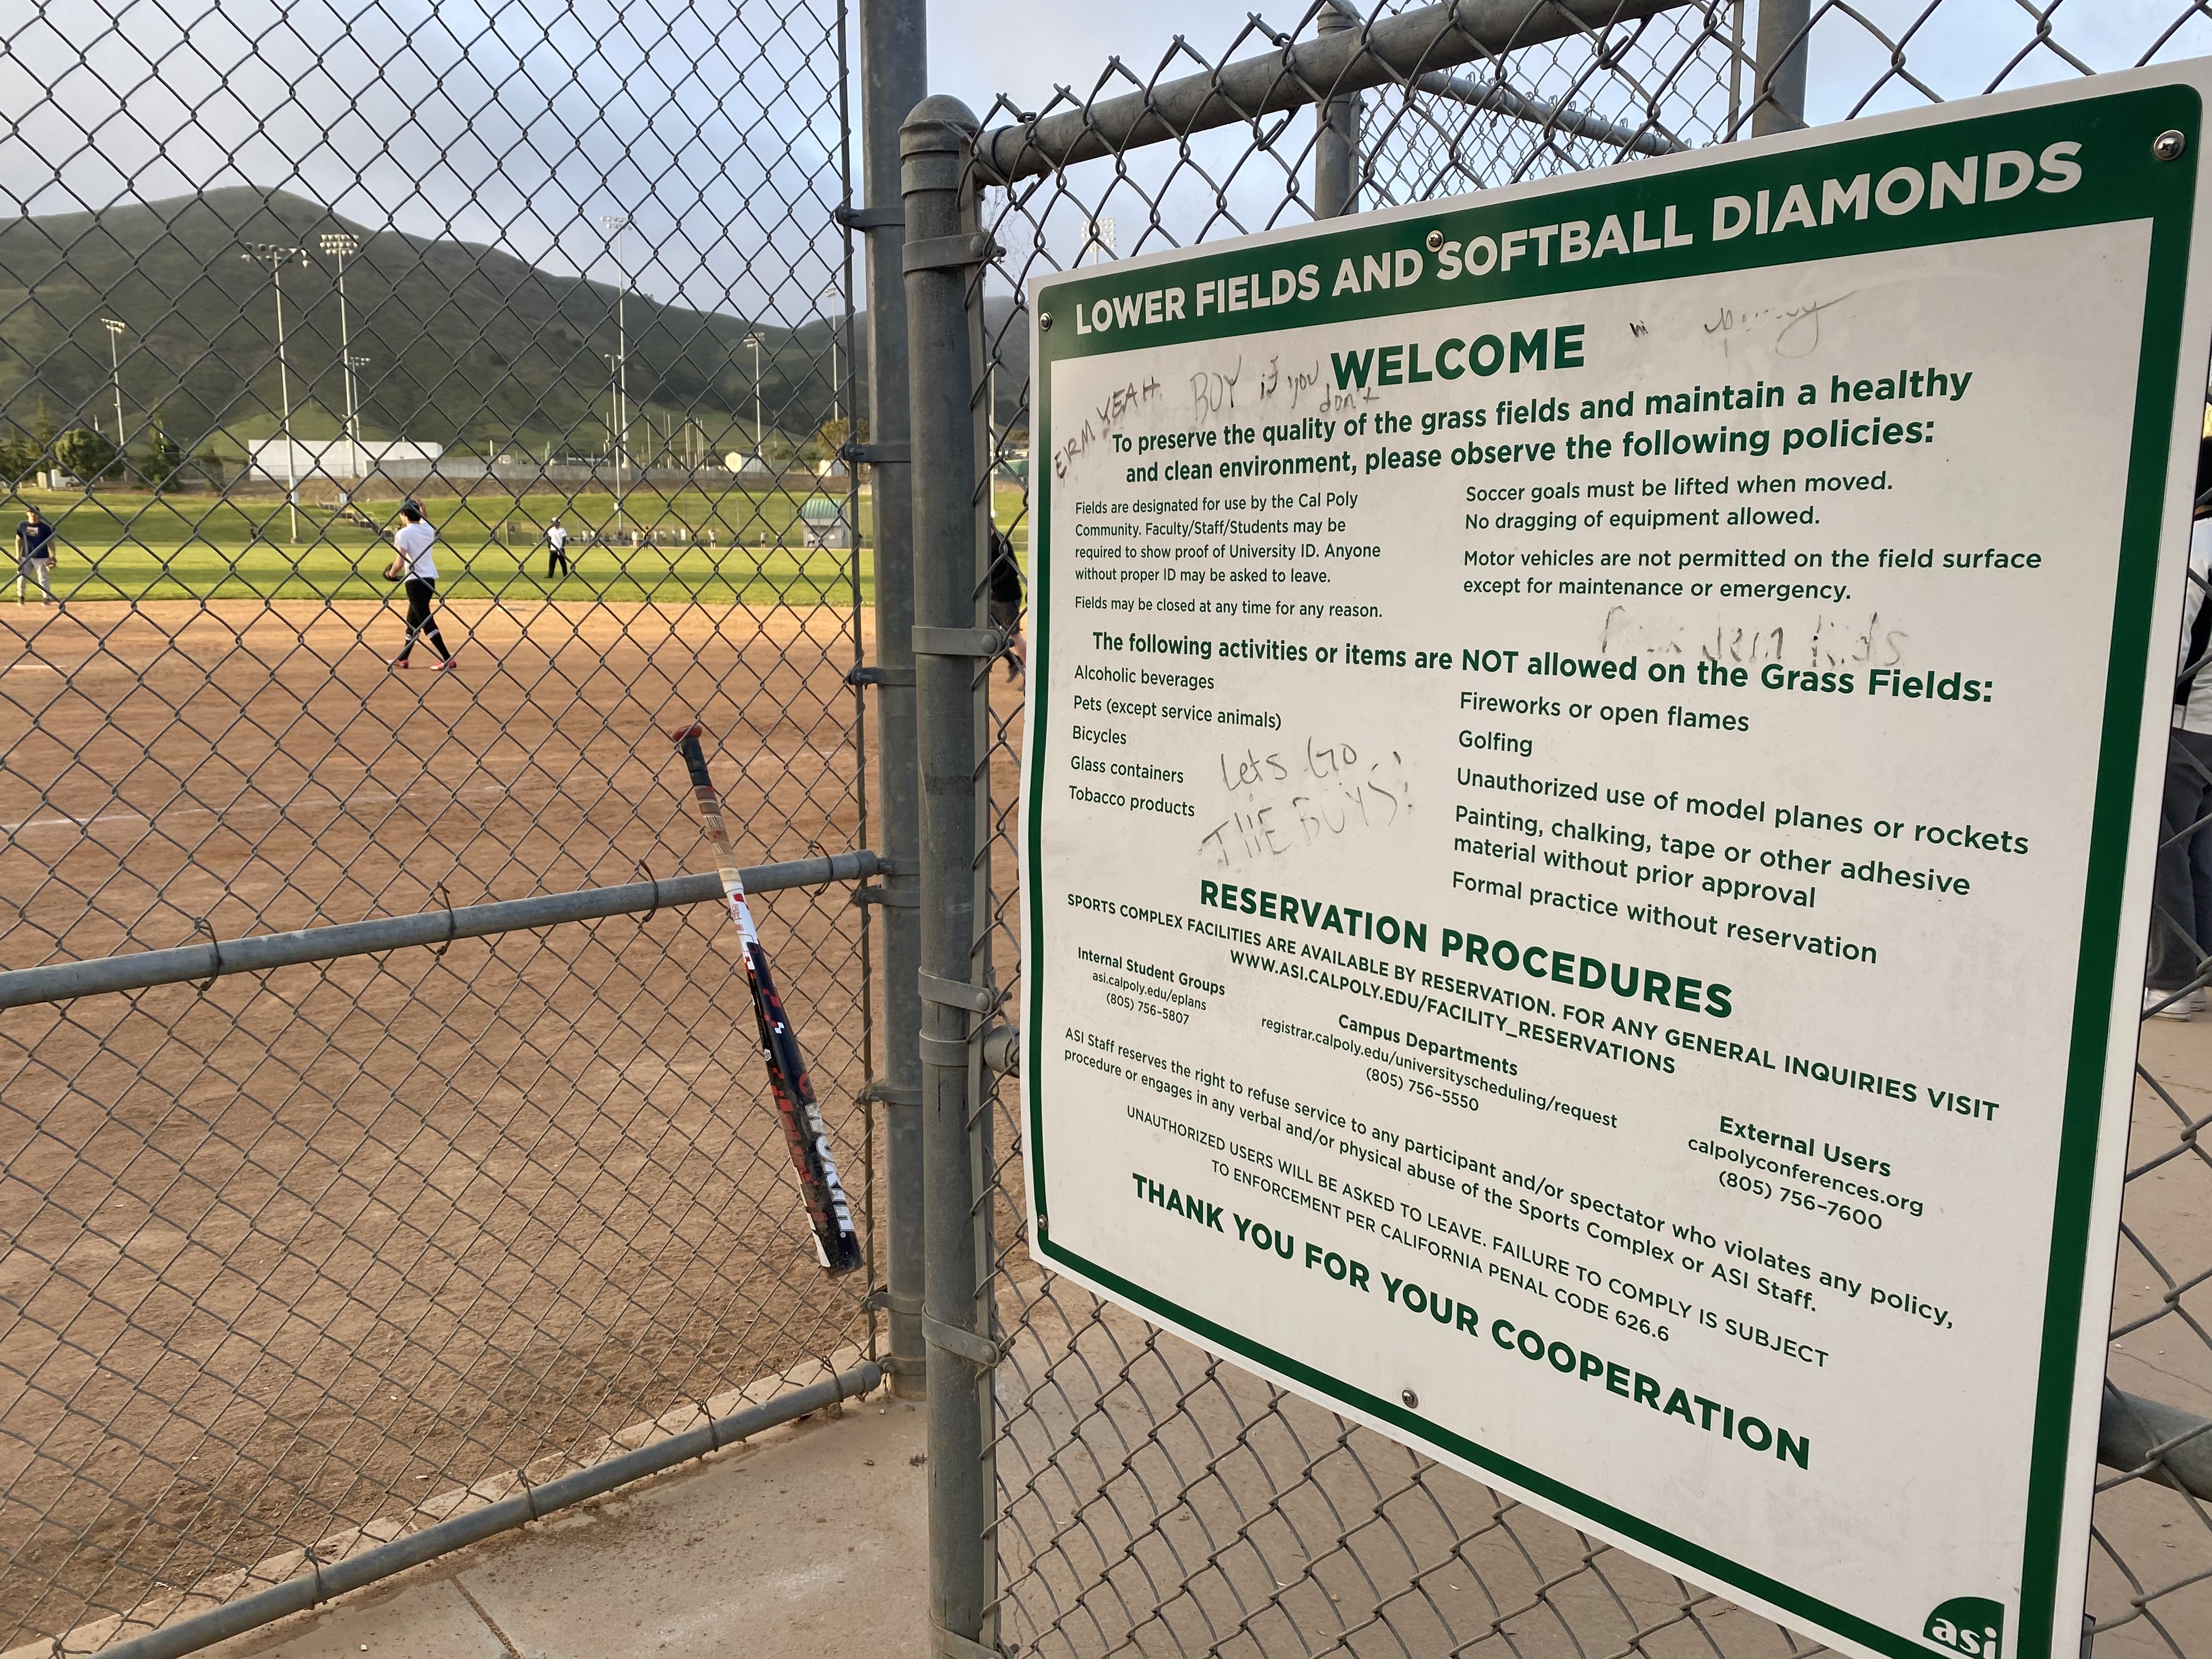 LOWER FIELDS AND SOFTBALL DIAMONDS
WELCOME
hi
YEAH BOY if you don't
To preserve the quality of the grass fields and maintain a healthy
and clean environment, please observe the following policies:
Fields are designated for use by the Cal Poly
Community. Faculty/Staff/Students may be
required to show proof of University ID. Anyone
without proper ID may be asked to leave.
Fields may be closed at any time for any reason.
Soccer goals must be lifted when moved.
No dragging of equipment allowed.
Motor vehicles are not permitted on the field surface
except for maintenance or emergency.
The following activities or items are NOT allowed on the Grass Fields:
Alcoholic beverages
Pets (except service animals)
Bicycles
Glass containers
Tobacco products
Lets Go
THE BOYS!
Fireworks or open flames
Golfing
Unauthorized use of model planes or rockets
Painting, chalking, tape or other adhesive
material without prior approval
Formal practice without reservation
RESERVATION PROCEDURES
SPORTS COMPLEX FACILITIES ARE AVAILABLE BY RESERVATION. FOR ANY GENERAL INQUIRIES VISIT
WWW.ASI.CALPOLY.EDU/FACILITY_RESERVATIONS
Internal Student Groups
asi.calpoly.edu/eplans
(805) 756-5807
Campus Departments
registrar.calpoly.edu/universityscheduling/request
(805) 756-5550
External Users
calpolyconferences.org
(805) 756-7600
ASI Staff reserves the right to refuse service to any participant and/or spectator who violates any policy,
procedure or engages in any verbal and/or physical abuse of the Sports Complex or ASI Staff.
UNAUTHORIZED USERS WILL BE ASKED TO LEAVE. FAILURE TO COMPLY IS SUBJECT
TO ENFORCEMENT PER CALIFORNIA PENAL CODE 626.6
THANK YOU FOR YOUR COOPERATION
asi
WORTH